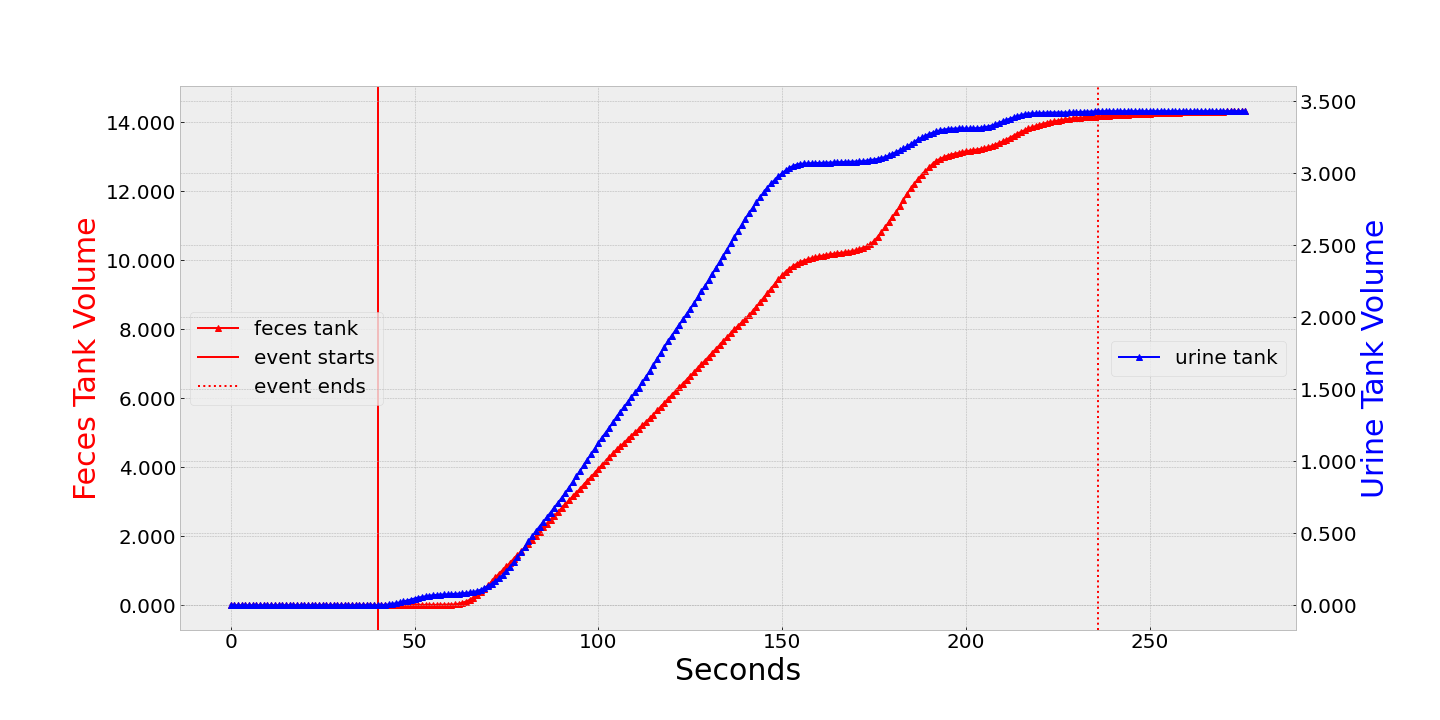 Feces Tank Volume
14.000
12.000
10.000
8.000
6.000
4.000
2.000
0.000
feces tank
event starts
event ends
urine tank
3.500
3.000
2.500
2.000
1.500
1.000
0.500
0.000
Urine Tank Volume
0 50 100 150 200 250
Seconds